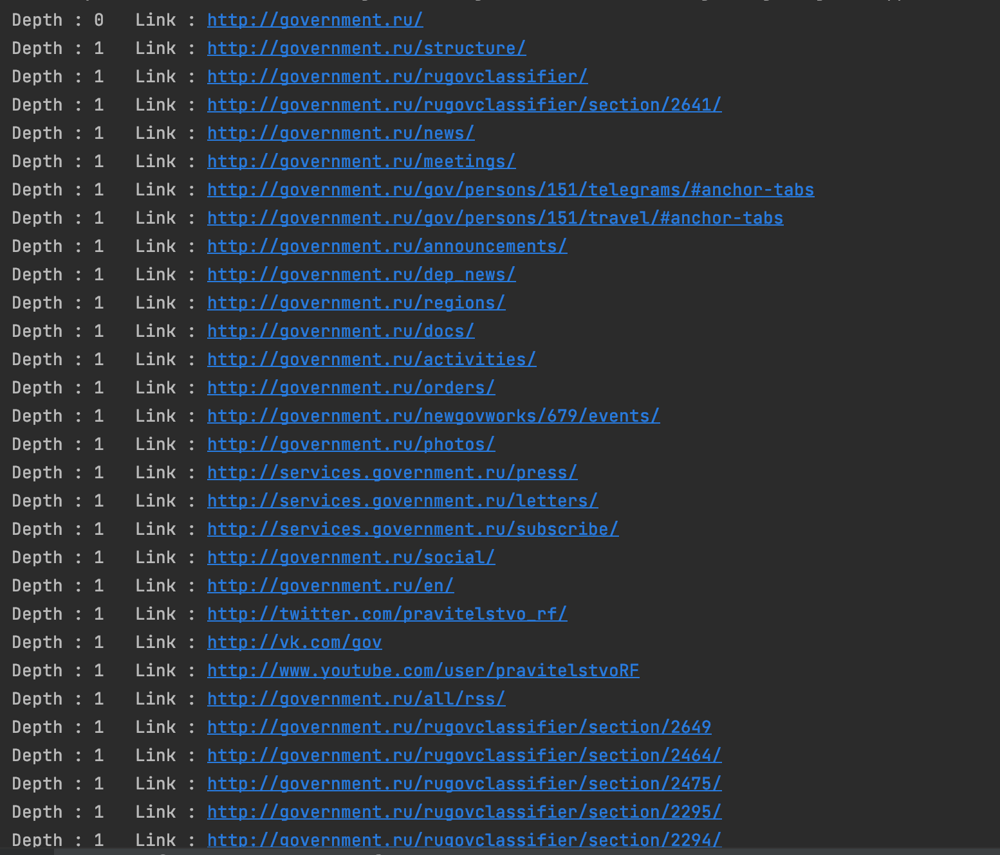 Depth : 0   Link : http://government.ru/
Depth : 1   Link : http://government.ru/structure/
Depth : 1   Link : http://government.ru/rugovclassifier/
Depth : 1   Link : http://government.ru/rugovclassifier/section/2641/
Depth : 1   Link : http://government.ru/news/
Depth : 1   Link : http://government.ru/meetings/
Depth : 1   Link : http://government.ru/gov/persons/151/telegrams/#anchor-tabs
Depth : 1   Link : http://government.ru/gov/persons/151/travel/#anchor-tabs
Depth : 1   Link : http://government.ru/announcements/
Depth : 1   Link : http://government.ru/dep_news/
Depth : 1   Link : http://government.ru/regions/
Depth : 1   Link : http://government.ru/docs/
Depth : 1   Link : http://government.ru/activities/
Depth : 1   Link : http://government.ru/orders/
Depth : 1   Link : http://government.ru/newgovworks/679/events/
Depth : 1   Link : http://government.ru/photos/
Depth : 1   Link : http://services.government.ru/press/
Depth : 1   Link : http://services.government.ru/letters/
Depth : 1   Link : http://services.government.ru/subscribe/
Depth : 1   Link : http://government.ru/social/
Depth : 1   Link : http://government.ru/en/
Depth : 1   Link : http://twitter.com/pravitelstvo_rf/
Depth : 1   Link : http://vk.com/gov
Depth : 1   Link : http://www.youtube.com/user/pravitelstvoRF
Depth : 1   Link : http://government.ru/all/rss/
Depth : 1   Link : http://government.ru/rugovclassifier/section/2649
Depth : 1   Link : http://government.ru/rugovclassifier/section/2464/
Depth : 1   Link : http://government.ru/rugovclassifier/section/2475/
Depth : 1   Link : http://government.ru/rugovclassifier/section/2295/
Depth : 1   Link : http://government.ru/rugovclassifier/section/2294/